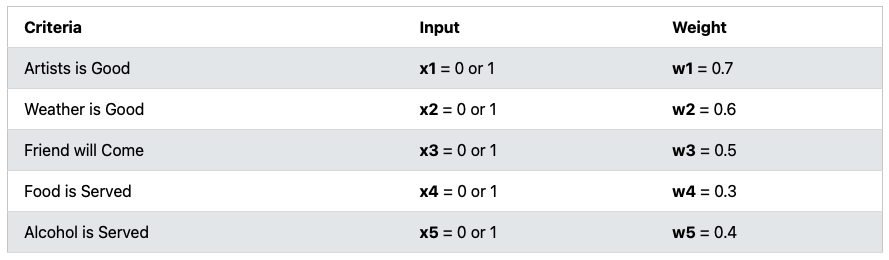 Criteria Input Weight
Artists is Good x1 = 0 or 1 w1 = 0.7
Weather is Good x2 = 0 or 1 w2 = 0.6
Friend will Come x3 = 0 or 1 w3 = 0.5
Food is Served x4 = 0 or 1 w4 = 0.3
Alcohol is Served x5 = 0 or 1 w5 = 0.4